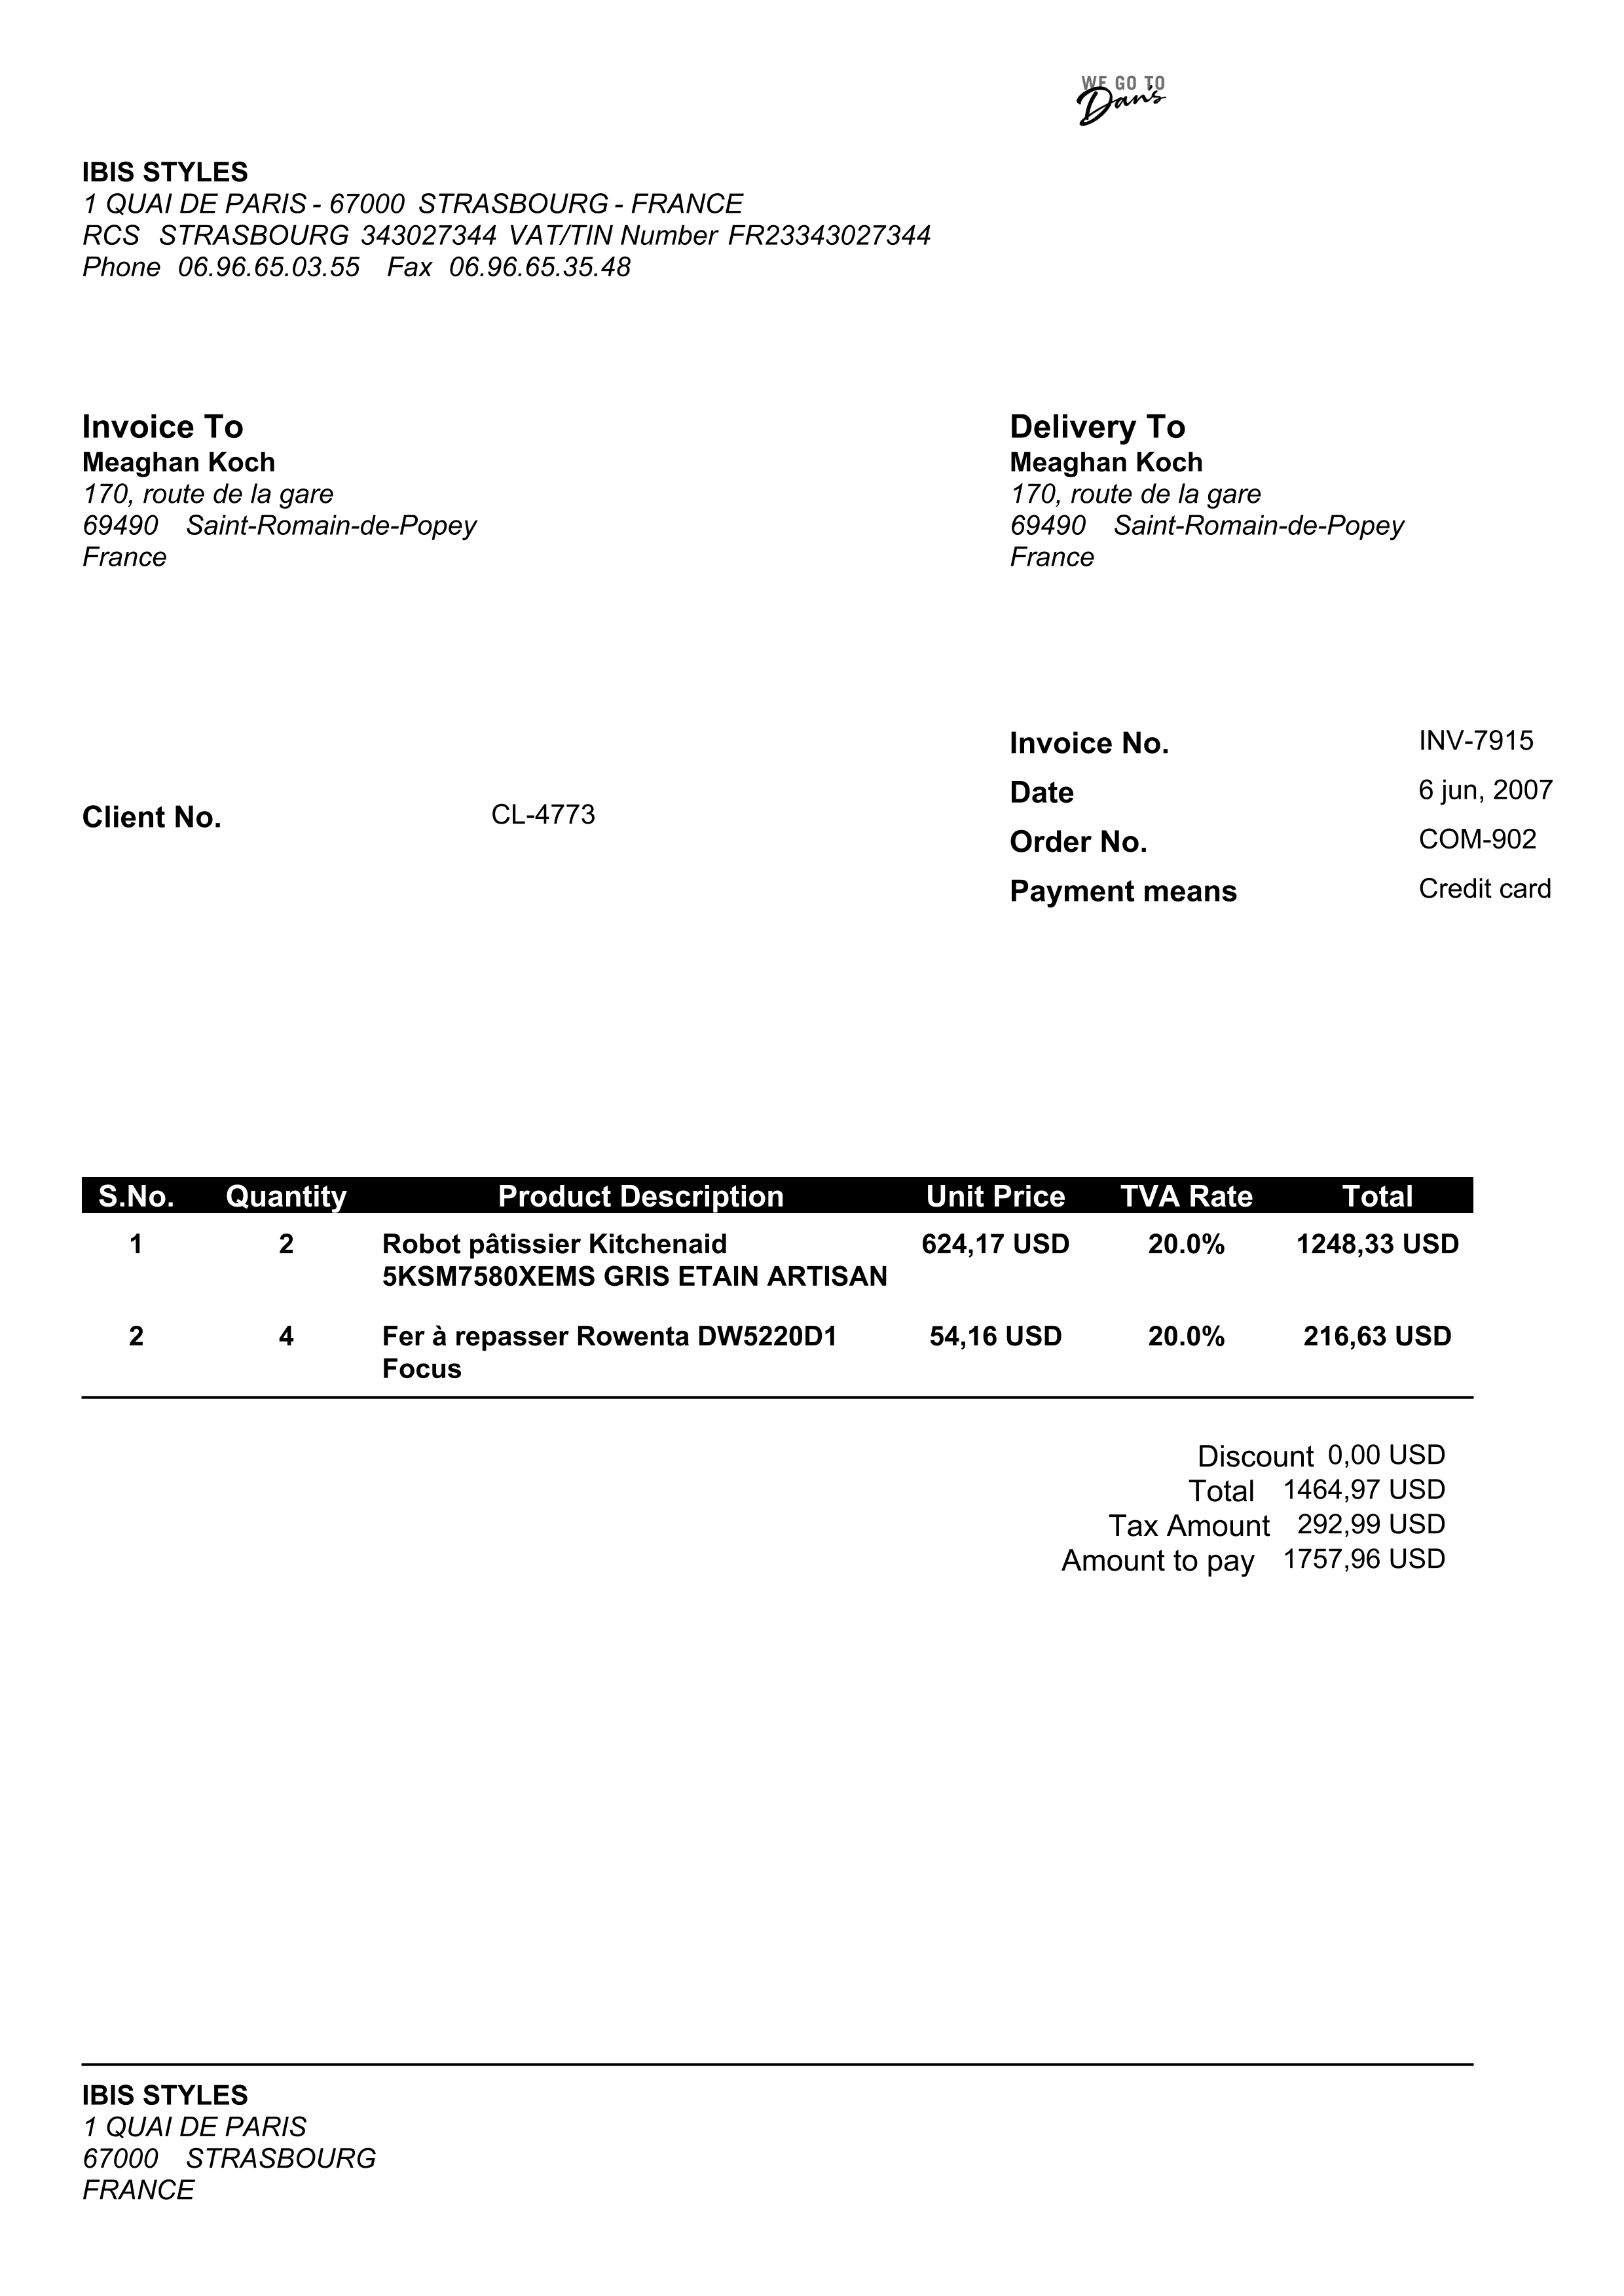 WE GO TO
Dan's
IBIS STYLES
1 QUAI DE PARIS - 67000 STRASBOURG - FRANCE
RCS STRASBOURG 343027344 VAT/TIN Number FR23343027344
Phone 06.96.65.03.55 Fax 06.96.65.35.48
Invoice To
Meaghan Koch
170, route de la gare
69490 Saint-Romain-de-Popey
France
Delivery To
Meaghan Koch
170, route de la gare
69490 Saint-Romain-de-Popey
France
Client No. CL-4773
Invoice No. INV-7915
Date 6 jun, 2007
Order No. COM-902
Payment means Credit card
S.No. Quantity Product Description Unit Price TVA Rate Total
1 2 Robot pâtissier Kitchenaid 624,17 USD 20.0% 1248,33 USD
5KSM7580XEMS GRIS ETAIN ARTISAN
2 4 Fer à repasser Rowenta DW5220D1 54,16 USD 20.0% 216,63 USD
Focus
Discount 0,00 USD
Total 1464,97 USD
Tax Amount 292,99 USD
Amount to pay 1757,96 USD
IBIS STYLES
1 QUAI DE PARIS
67000 STRASBOURG
FRANCE